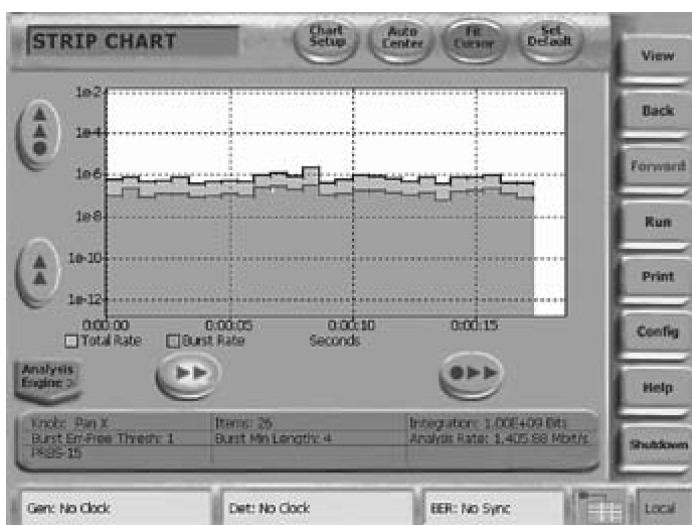 STRIP CHART
Chart Setup
Auto Center
Fit Cursor
Set Default
View
Back
Forward
Run
Print
Config
Help
Shutdown
1e-2
1e-4
1e-6
1e-8
1e-10
1e-12
0:00:00 0:00:05 0:00:10 0:00:15
Total Rate Burst Rate Seconds
Analysis
Engine >
Knob: Pan X Items: 26 Integration: 1.00E+09 Bits
Burst Err-Free Thresh: 1 Burst Min Length: 4 Analysis Rate: 1,405.88 Mbit/s
PRBS-15
Gen: No Clock Det: No Clock BER: No Sync Local